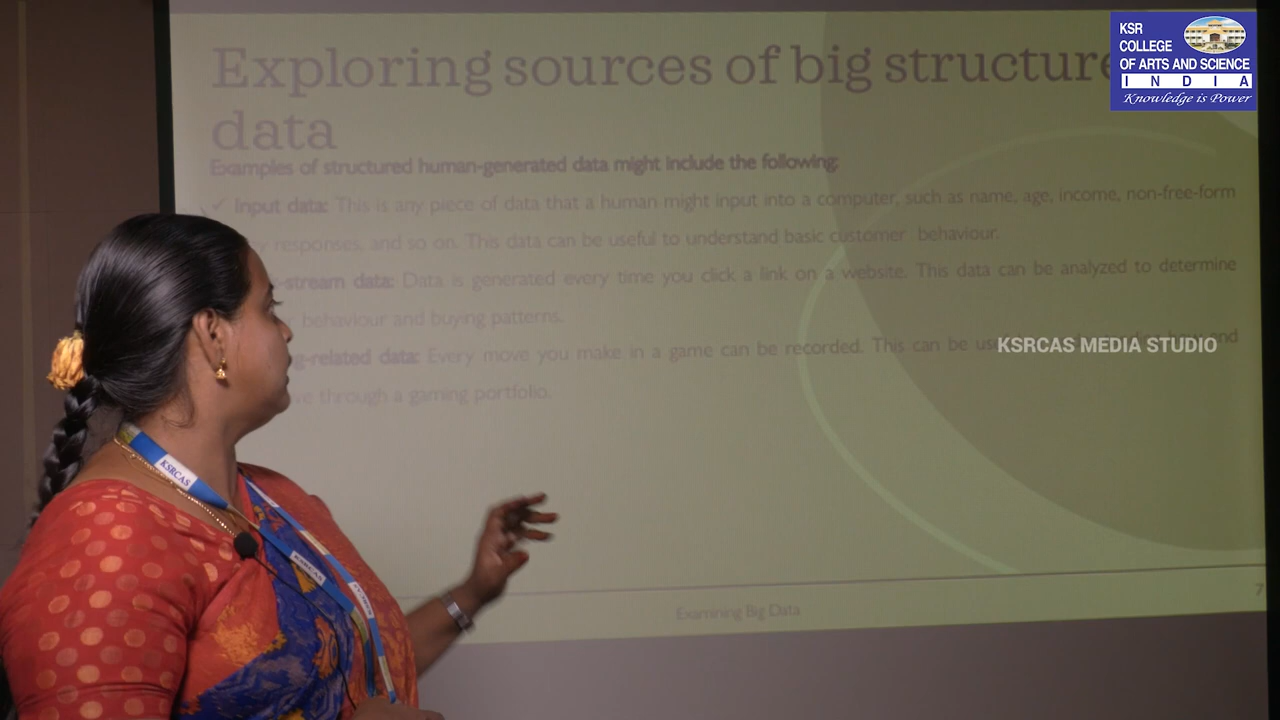 Exploring sources of big structure
data
Examples of structured human-generated data might include the following:
✓ Input data: This is any piece of data that a human might input into a computer, such as name, age, income, non-free-form
responses, and so on. This data can be useful to understand basic customer behaviour.
-stream data: Data is generated every time you click a link on a website. This data can be analyzed to determine
behaviour and buying patterns.
-related data: Every move you make in a game can be recorded. This can be
through a gaming portfolio.
Examining Big Data
7
KSR
COLLEGE
OF ARTS AND SCIENCE
INDIA
Knowledge is Power
KSRCAS MEDIA STUDIO
KSRCAS
KSRCAS